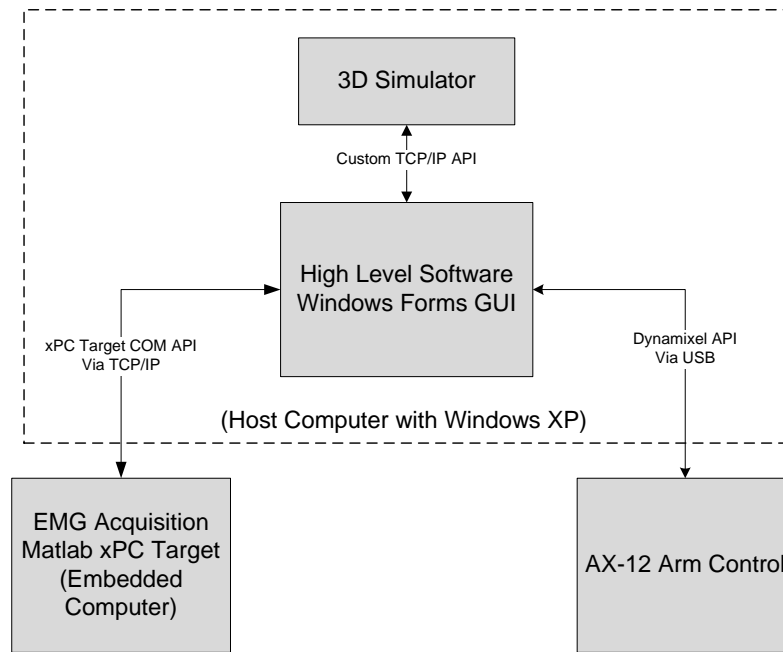 3D Simulator
Custom TCP/IP API
High Level Software
Windows Forms GUI
xPC Target COM API
Via TCP/IP
Dynamixel API
Via USB
(Host Computer with Windows XP)
EMG Acquisition
Matlab xPC Target
(Embedded
Computer)
AX-12 Arm Control